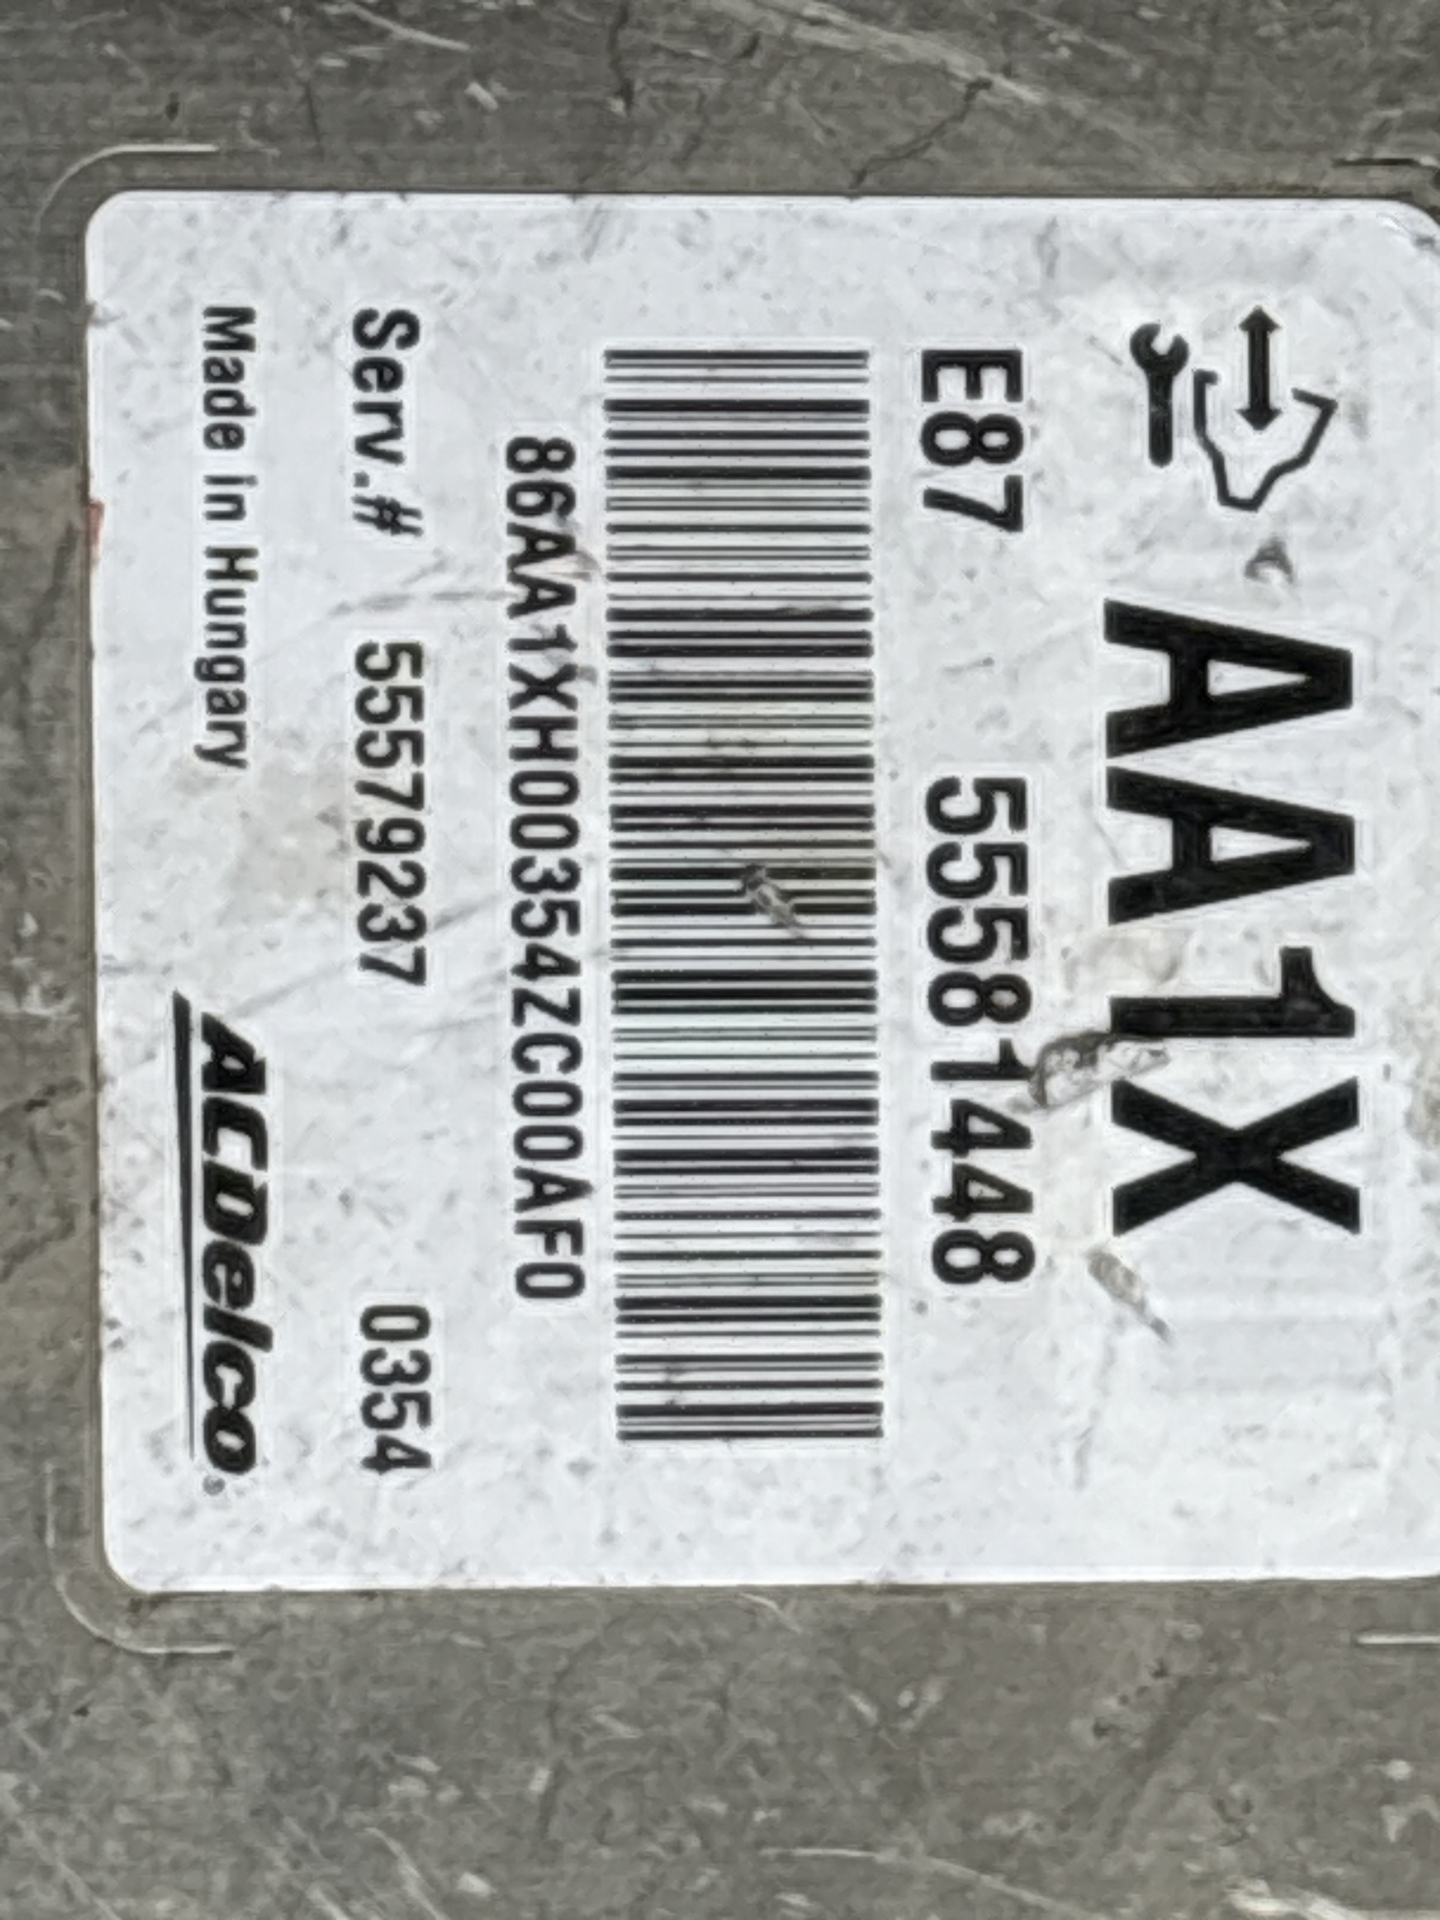 AA1X
E87 55581448
86AA1XH00354ZC00AF0
Serv.# 55579237 0354
Made in Hungary ACDelco®